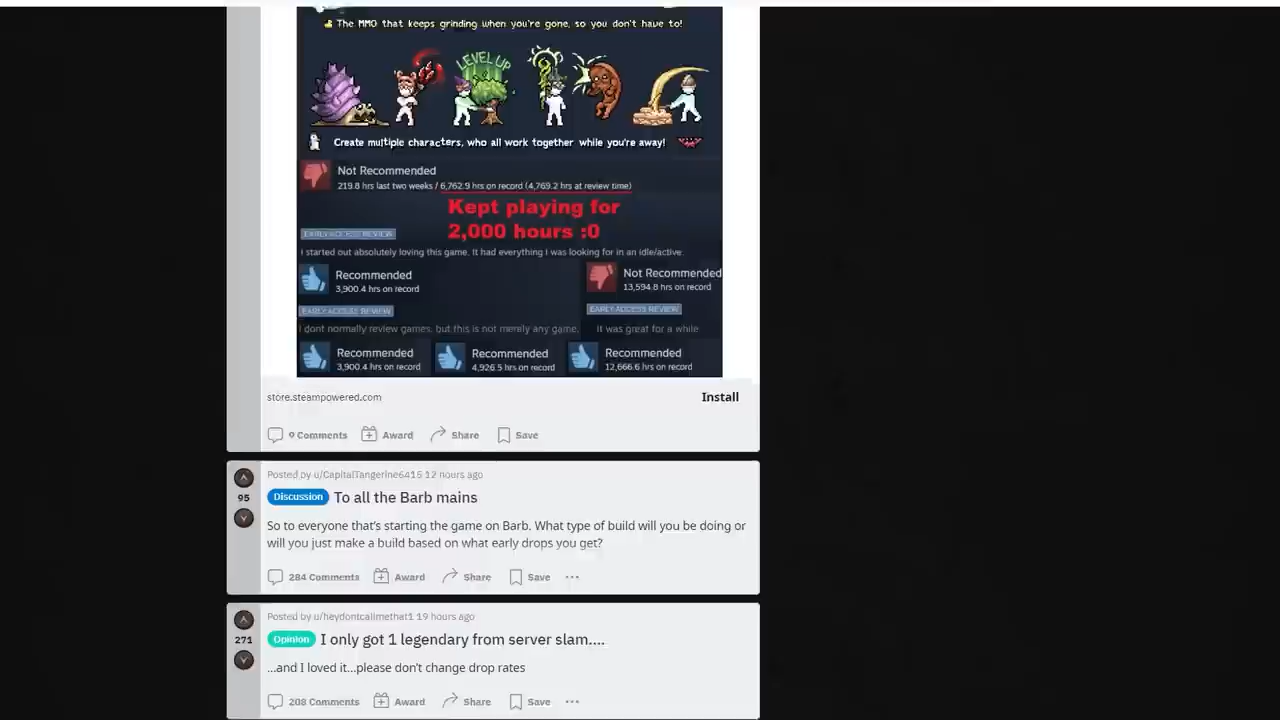 The MMO that keeps grinding when you're gone, so you don't have to!
LEVEL UP
Create multiple characters, who all work together while you're away!
Not Recommended
219.8 hrs last two weeks / 6,762.9 hrs on record (4,769.2 hrs at review time)
Kept playing for
2,000 hours :0
EARLY ACCESS REVIEW
I started out absolutely loving this game. It had everything I was looking for in an idle/active.
Recommended
3,900.4 hrs on record
Not Recommended
13,594.8 hrs on record
EARLY ACCESS REVIEW
EARLY ACCESS REVIEW
I dont normally review games, but this is not merely any game.
It was great for a while
Recommended
3,900.4 hrs on record
Recommended
4,926.5 hrs on record
Recommended
12,666.6 hrs on record
store.steampowered.com
Install
9 Comments Award Share Save
Posted by u/CapitalTangerine6415 12 hours ago
95
Discussion To all the Barb mains
So to everyone that's starting the game on Barb. What type of build will you be doing or
will you just make a build based on what early drops you get?
284 Comments Award Share Save ...
Posted by u/heydontcallmethat1 19 hours ago
271
Opinion I only got 1 legendary from server slam....
...and I loved it...please don't change drop rates
208 Comments Award Share Save ...